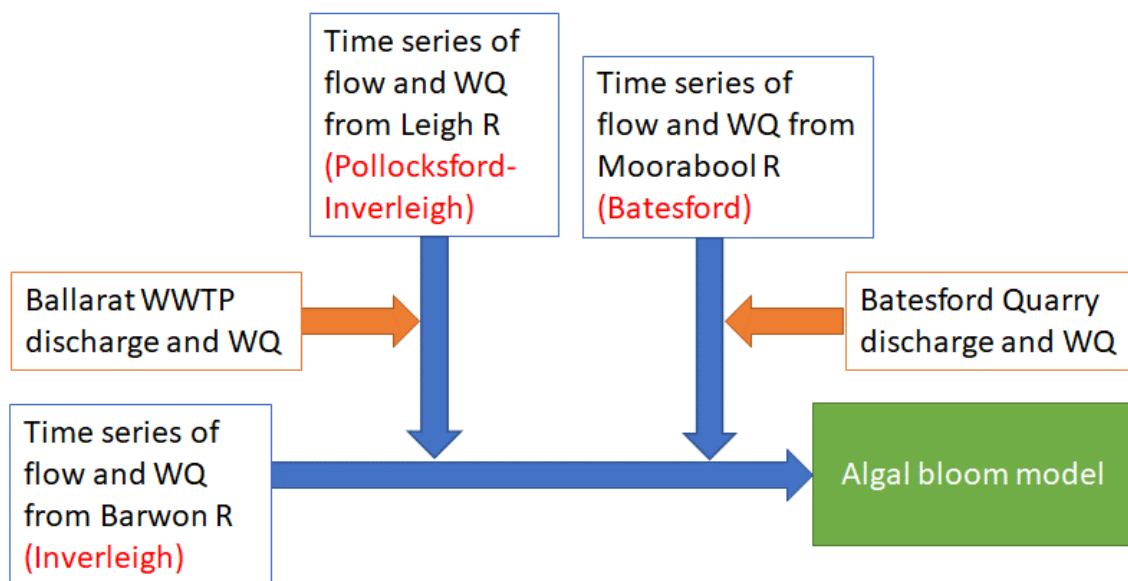 Time series of
flow and WQ
from Leigh R
(Pollocksford-
Inverleigh)
Time series of
flow and WQ from
Moorabool R
(Batesford)
Ballarat WWTP
discharge and WQ
Batesford Quarry
discharge and WQ
Time series of
flow and WQ
from Barwon R
(Inverleigh)
Algal bloom model